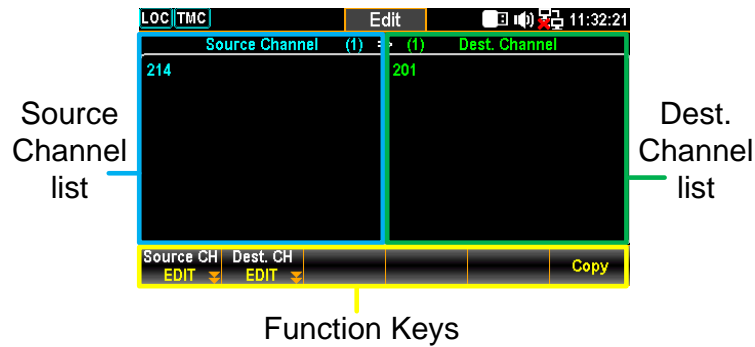 LOC TMC Edit 11:32:21
Source Channel (1) => (1) Dest. Channel
214 201
Source
Channel
list
Dest.
Channel
list
Source CH Dest. CH
EDIT EDIT Copy
Function Keys